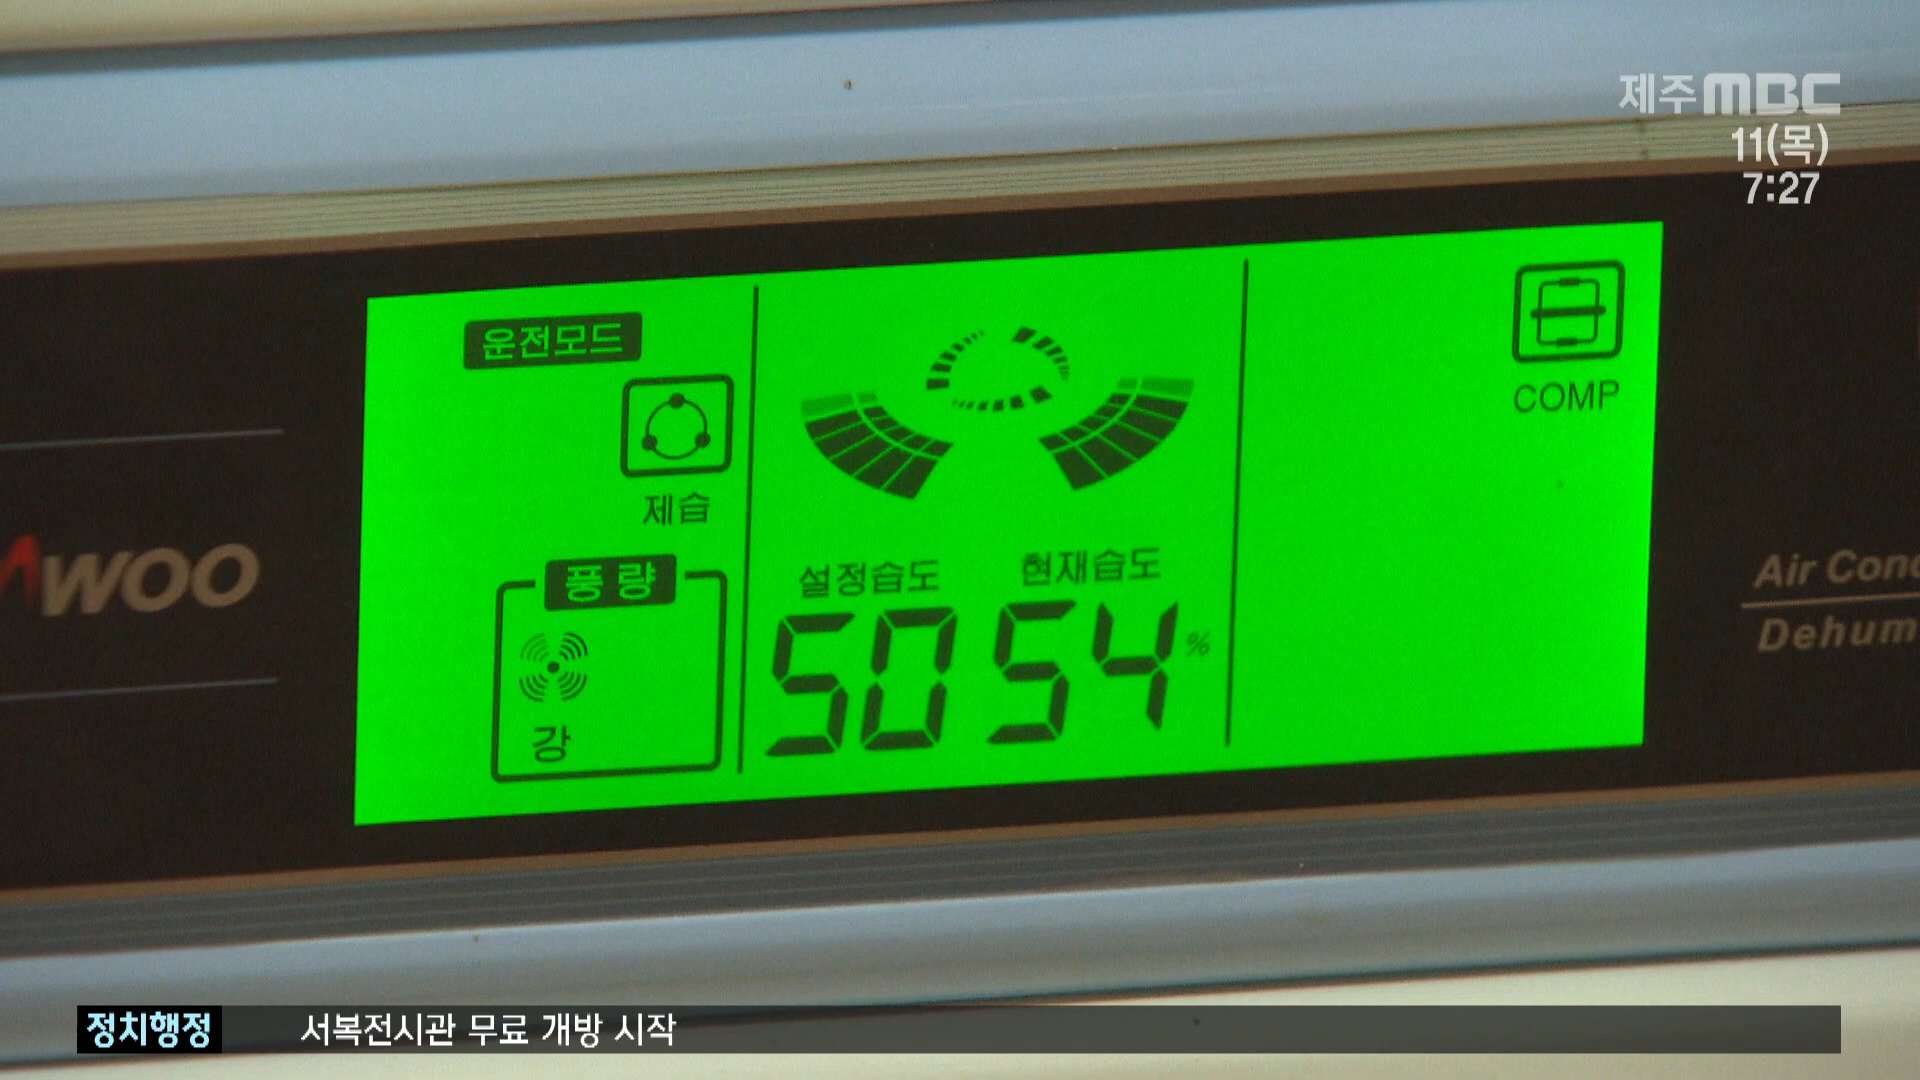 제주MBC
11(목)
7:27
운전모드
COMP
제습
WOO
풍량
강
설정습도 현재습도
50 54 %
Air Con
Dehum
정치행정 서복전시관 무료 개방 시작